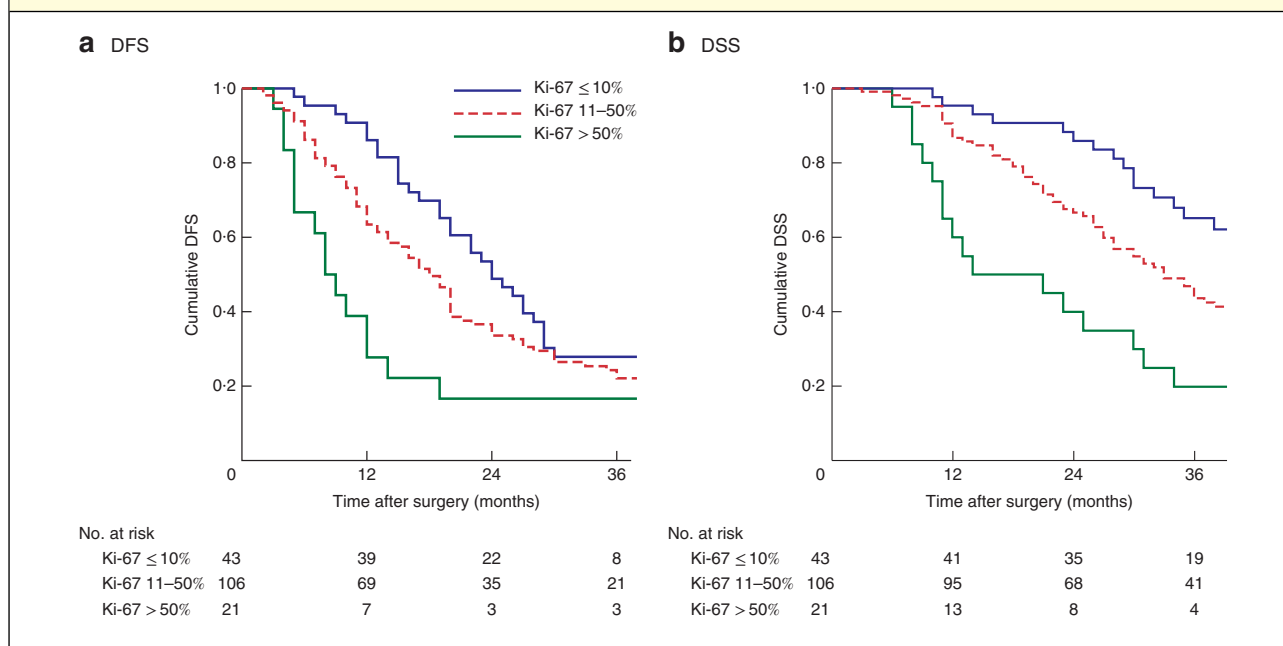 a DFS
Ki-67 ≤ 10%
Ki-67 11–50%
Ki-67 > 50%
1·0
0·8
0·6
0·4
0·2
0
Cumulative DFS
12 24 36
Time after surgery (months)
No. at risk
Ki-67 ≤ 10% 43 39 22 8
Ki-67 11–50% 106 69 35 21
Ki-67 > 50% 21 7 3 3
b DSS
1·0
0·8
0·6
0·4
0·2
0
Cumulative DSS
12 24 36
Time after surgery (months)
No. at risk
Ki-67 ≤ 10% 43 41 35 19
Ki-67 11–50% 106 95 68 41
Ki-67 > 50% 21 13 8 4